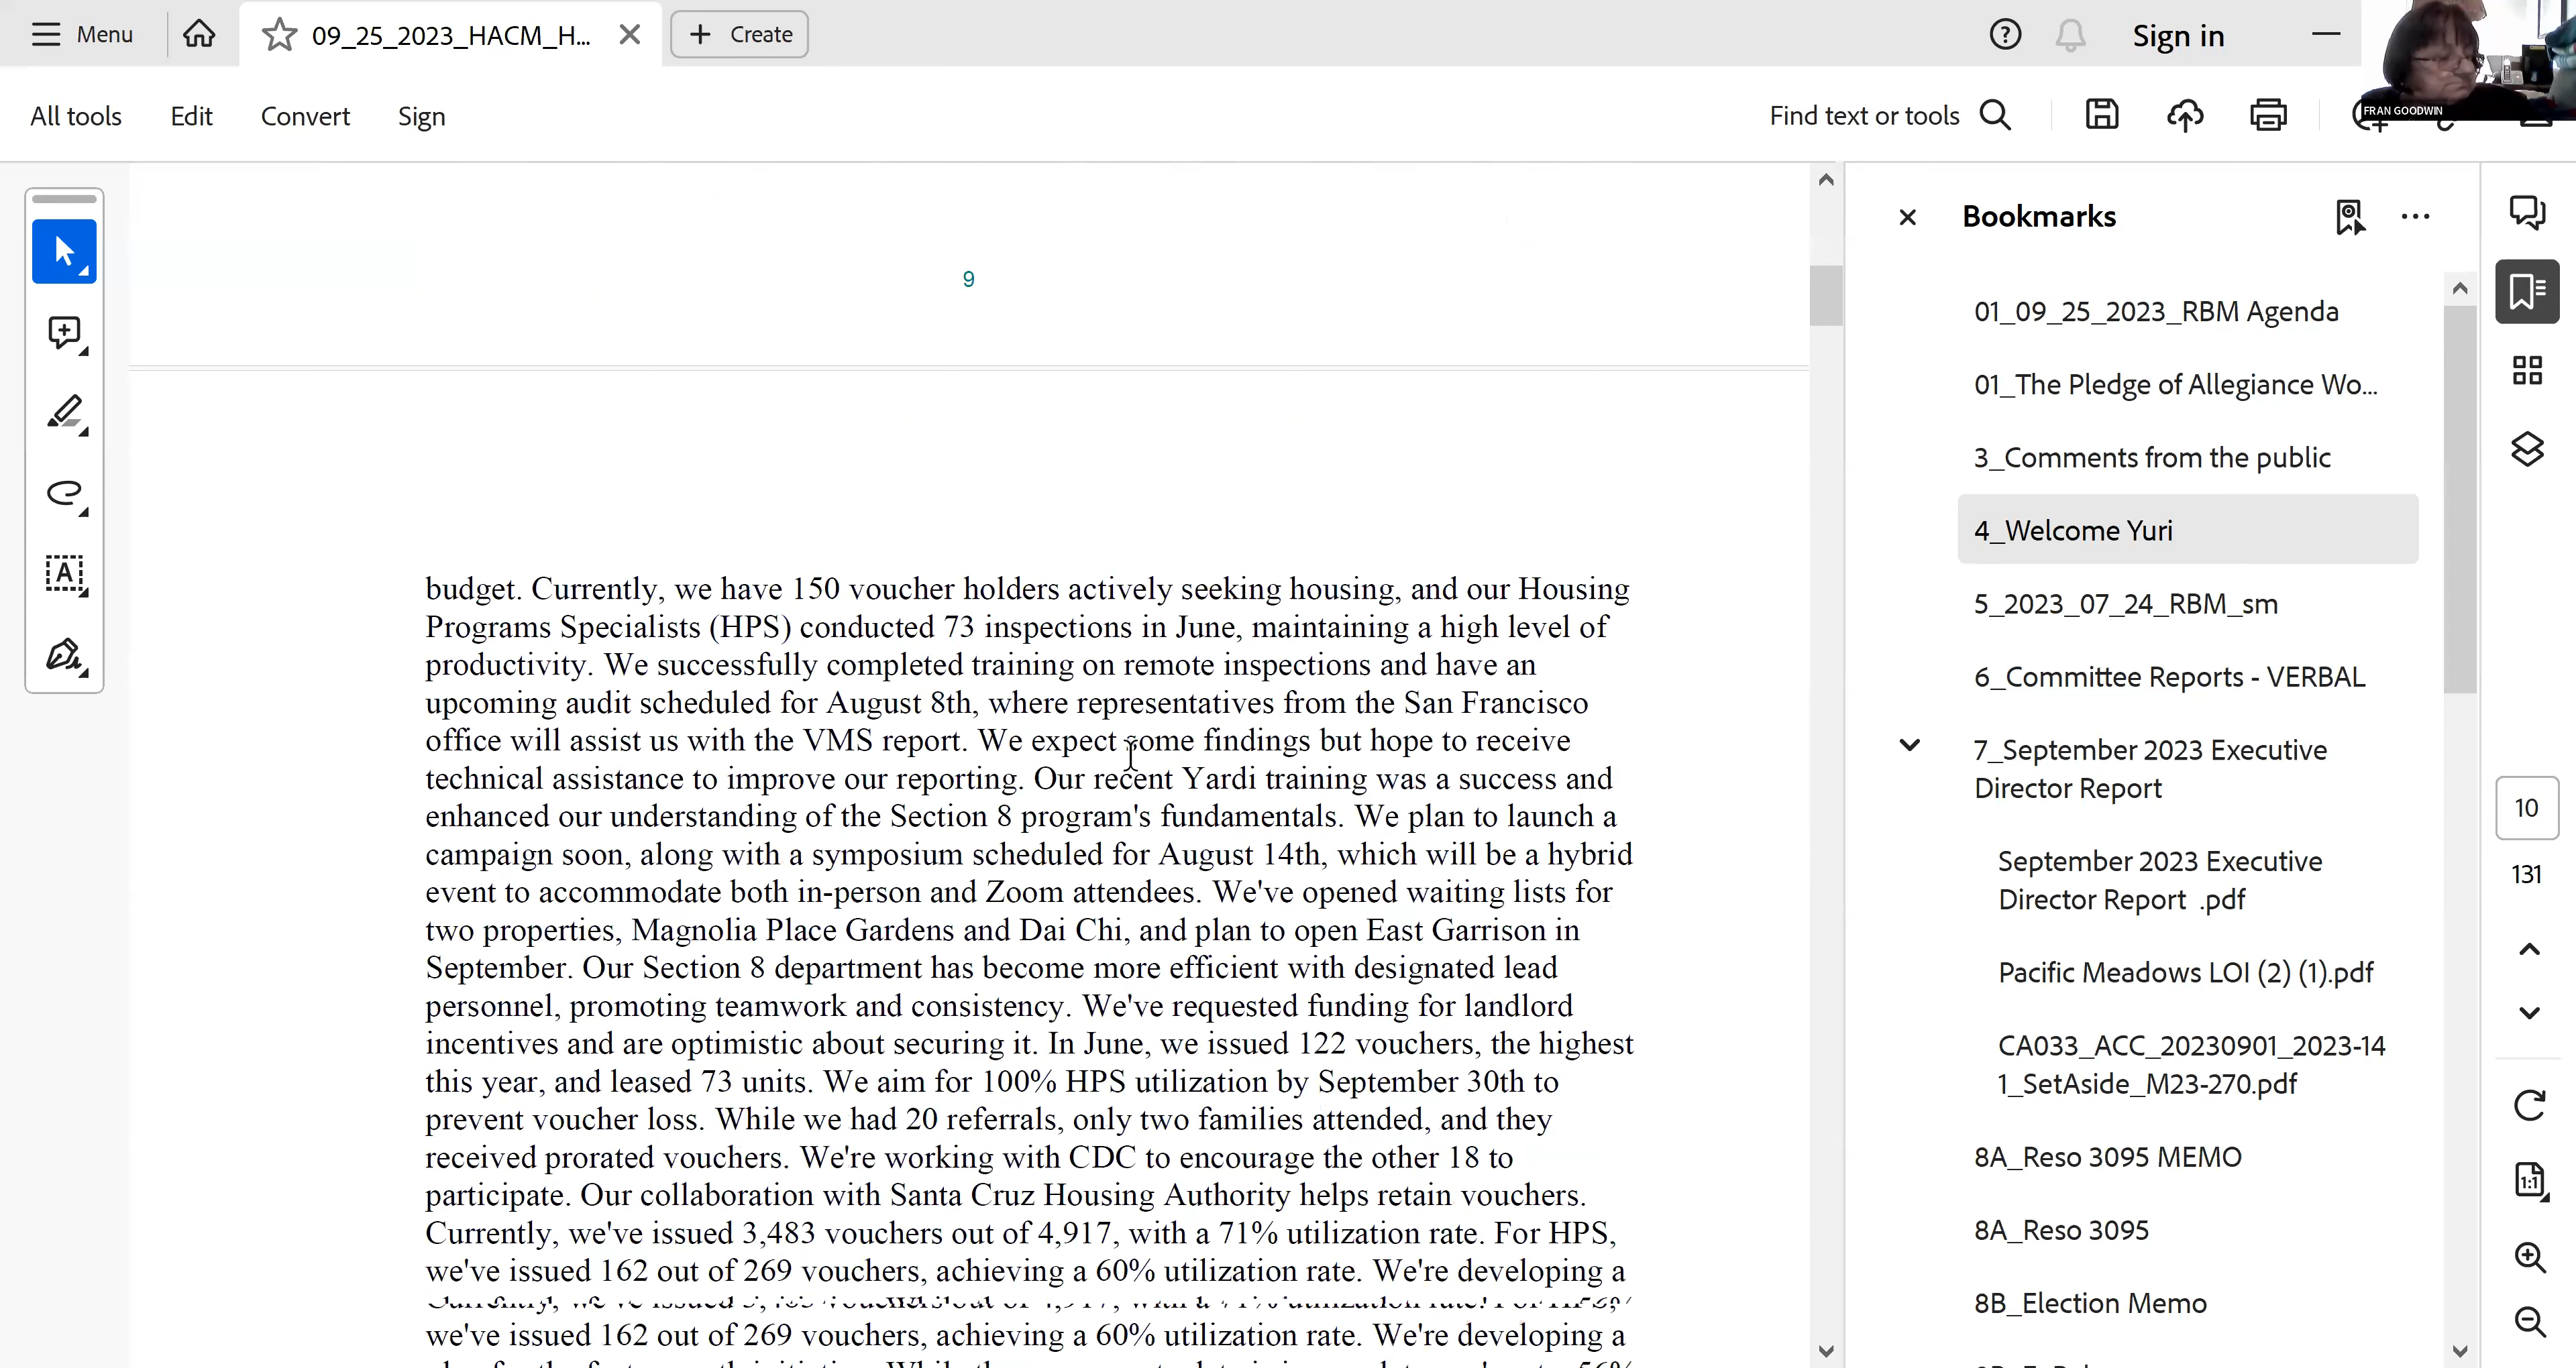 Menu
09_25_2023_HACM_H...
Create
Sign in
FRAN GOODWIN
All tools
Edit
Convert
Sign
Find text or tools
9
budget. Currently, we have 150 voucher holders actively seeking housing, and our Housing
Programs Specialists (HPS) conducted 73 inspections in June, maintaining a high level of
productivity. We successfully completed training on remote inspections and have an
upcoming audit scheduled for August 8th, where representatives from the San Francisco
office will assist us with the VMS report. We expect some findings but hope to receive
technical assistance to improve our reporting. Our recent Yardi training was a success and
enhanced our understanding of the Section 8 program's fundamentals. We plan to launch a
campaign soon, along with a symposium scheduled for August 14th, which will be a hybrid
event to accommodate both in-person and Zoom attendees. We've opened waiting lists for
two properties, Magnolia Place Gardens and Dai Chi, and plan to open East Garrison in
September. Our Section 8 department has become more efficient with designated lead
personnel, promoting teamwork and consistency. We've requested funding for landlord
incentives and are optimistic about securing it. In June, we issued 122 vouchers, the highest
this year, and leased 73 units. We aim for 100% HPS utilization by September 30th to
prevent voucher loss. While we had 20 referrals, only two families attended, and they
received prorated vouchers. We're working with CDC to encourage the other 18 to
participate. Our collaboration with Santa Cruz Housing Authority helps retain vouchers.
Currently, we've issued 3,483 vouchers out of 4,917, with a 71% utilization rate. For HPS,
we've issued 162 out of 269 vouchers, achieving a 60% utilization rate. We're developing a
we've issued 162 out of 269 vouchers, achieving a 60% utilization rate. We're developing a
Bookmarks
01_09_25_2023_RBM Agenda
01_The Pledge of Allegiance Wo...
3_Comments from the public
4_Welcome Yuri
5_2023_07_24_RBM_sm
6_Committee Reports - VERBAL
7_September 2023 Executive
Director Report
September 2023 Executive
Director Report .pdf
Pacific Meadows LOI (2) (1).pdf
CA033_ACC_20230901_2023-14
1_SetAside_M23-270.pdf
8A_Reso 3095 MEMO
8A_Reso 3095
8B_Election Memo
10
131
1:1